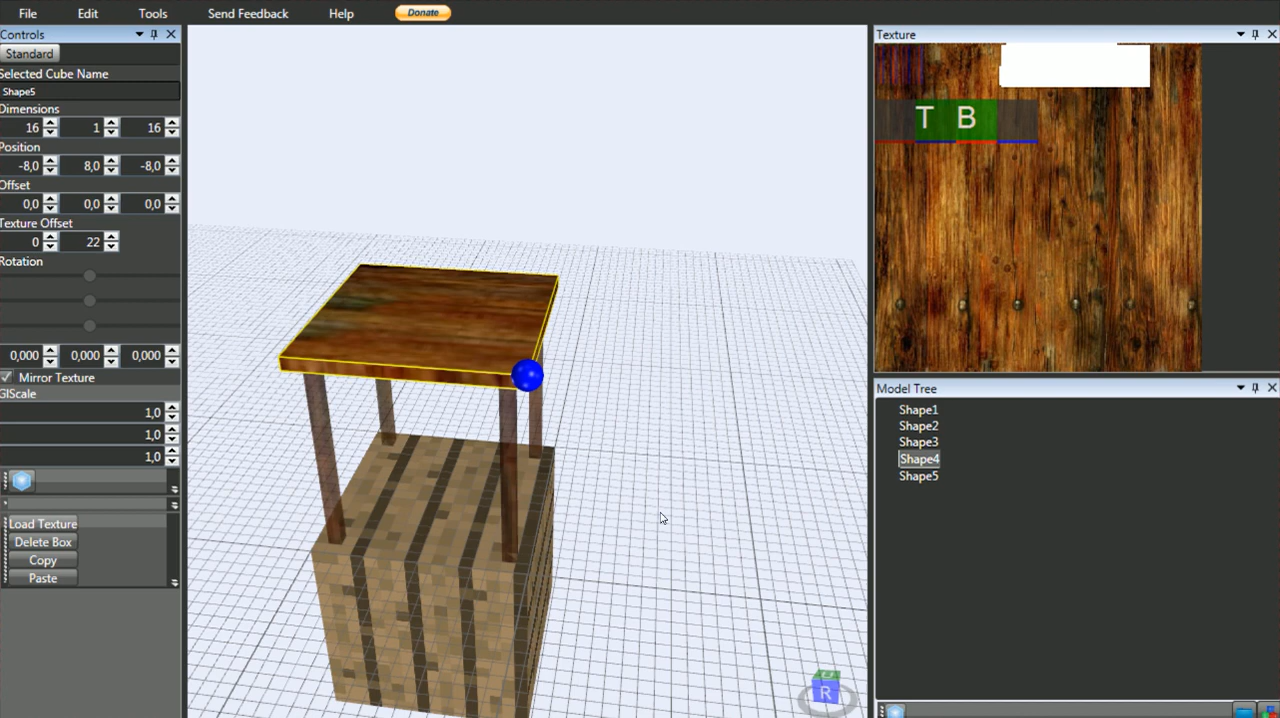 File Edit Tools Send Feedback Help Donate
Controls
Standard
Selected Cube Name
Shape5
Dimensions
16 1 16
Position
-8,0 8,0 -8,0
Offset
0,0 0,0 0,0
Texture Offset
0 22
Rotation
0,000 0,000 0,000
Mirror Texture
GlScale
1,0
1,0
1,0
Load Texture
Delete Box
Copy
Paste
R
Texture
T B
Model Tree
Shape1
Shape2
Shape3
Shape4
Shape5